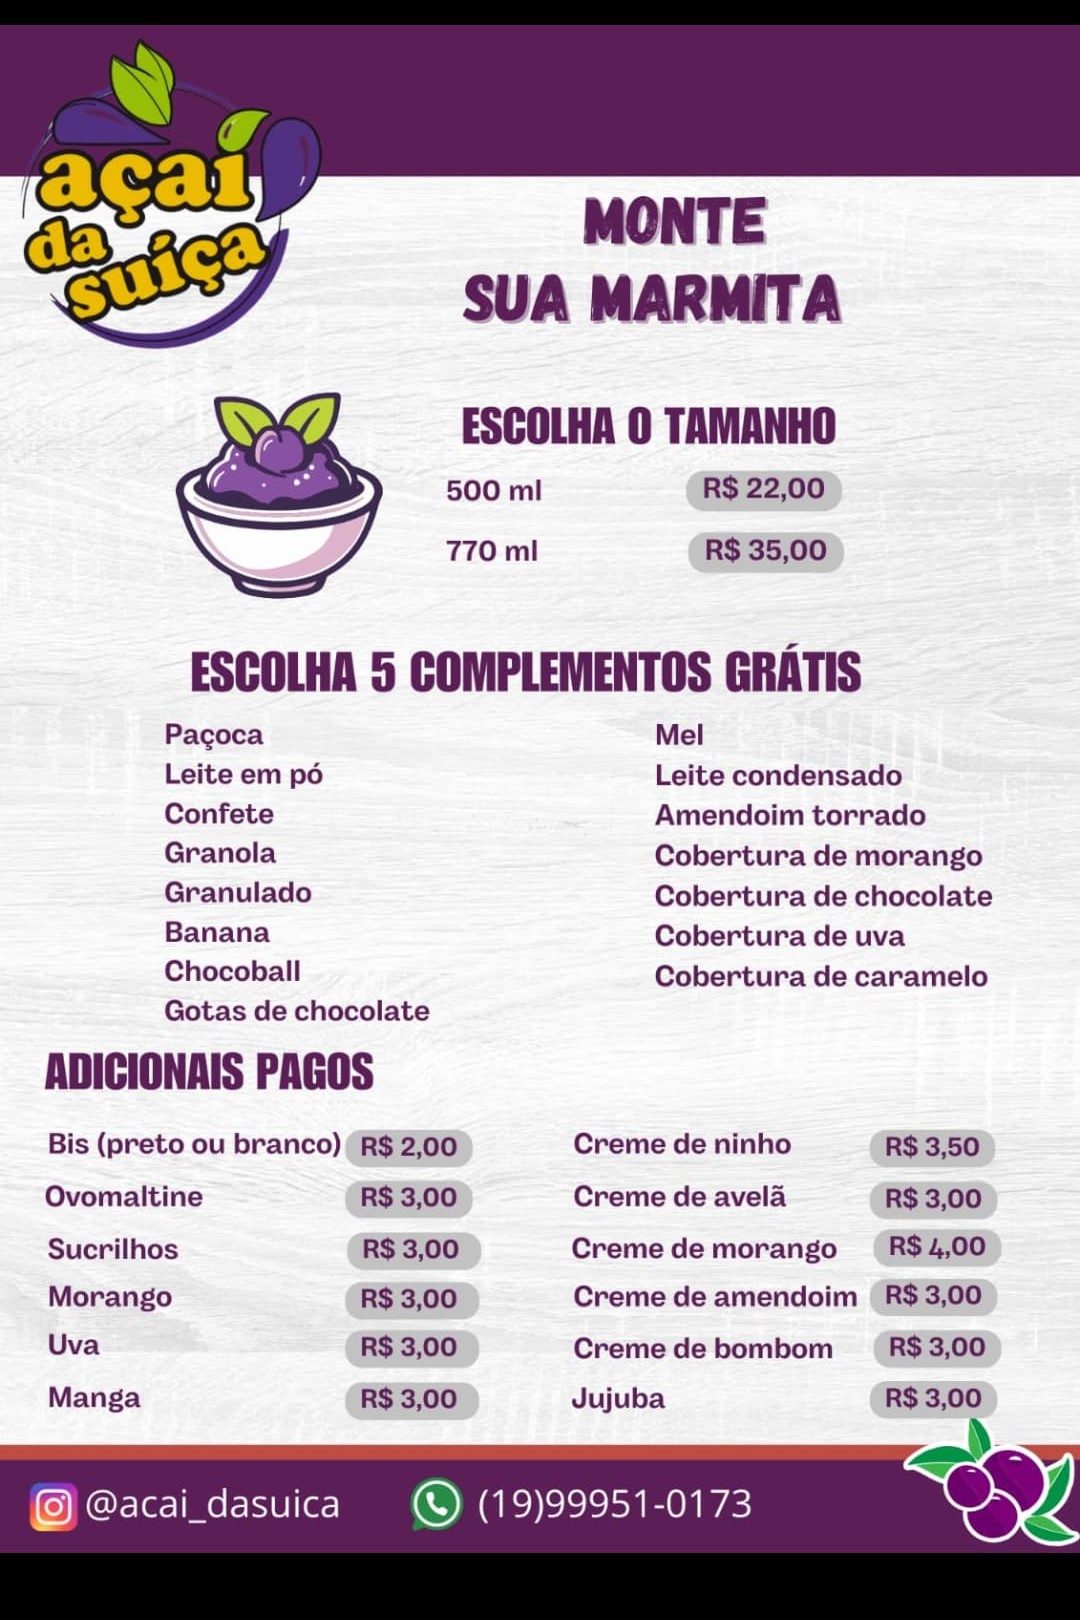 açaí
da
suíça
MONTE
SUA MARMITA
ESCOLHA O TAMANHO
500 ml R$ 22,00
770 ml R$ 35,00
ESCOLHA 5 COMPLEMENTOS GRÁTIS
Paçoca
Leite em pó
Confete
Granola
Granulado
Banana
Chocoball
Gotas de chocolate
Mel
Leite condensado
Amendoim torrado
Cobertura de morango
Cobertura de chocolate
Cobertura de uva
Cobertura de caramelo
ADICIONAIS PAGOS
Bis (preto ou branco) R$ 2,00
Ovomaltine R$ 3,00
Sucrilhos R$ 3,00
Morango R$ 3,00
Uva R$ 3,00
Manga R$ 3,00
Creme de ninho R$ 3,50
Creme de avelã R$ 3,00
Creme de morango R$ 4,00
Creme de amendoim R$ 3,00
Creme de bombom R$ 3,00
Jujuba R$ 3,00
@acai_dasuica
(19)99951-0173